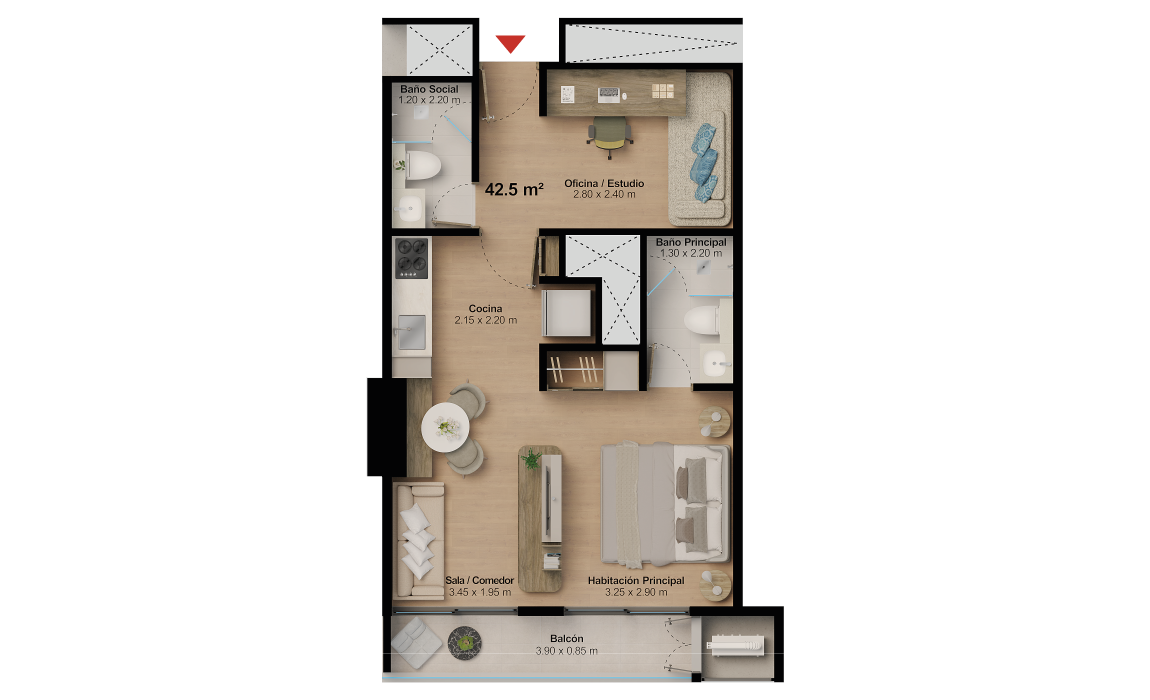 Baño Social
1.20 x 2.20 m
42.5 m²
Oficina / Estudio
2.80 x 2.40 m
Baño Principal
1.30 x 2.20 m
Cocina
2.15 x 2.20 m
Sala / Comedor
3.45 x 1.95 m
Habitación Principal
3.25 x 2.90 m
Balcón
3.90 x 0.85 m